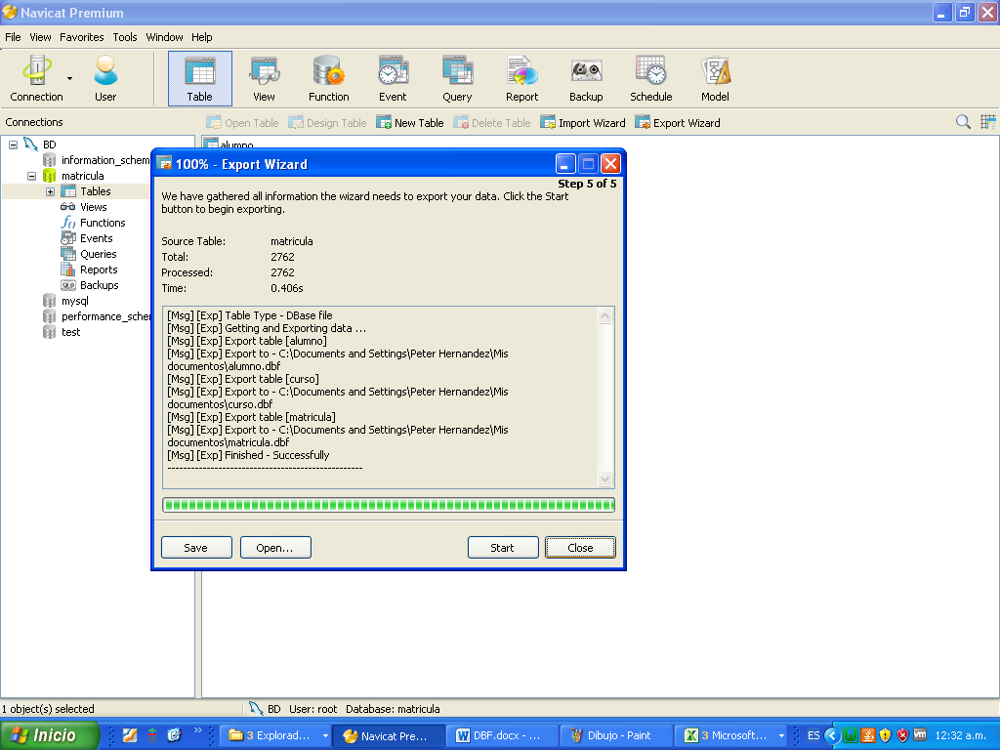 Navicat Premium
File View Favorites Tools Window Help
Connection User Table View Function Event Query Report Backup Schedule Model
Connections
Open Table Design Table New Table Delete Table Import Wizard Export Wizard
BD
information_schem
matricula
Tables
Views
Functions
Events
Queries
Reports
Backups
mysql
performance_scher
test
alumno
100% - Export Wizard
Step 5 of 5
We have gathered all information the wizard needs to export your data. Click the Start
button to begin exporting.
Source Table: matricula
Total: 2762
Processed: 2762
Time: 0.406s
[Msg] [Exp] Table Type - DBase file
[Msg] [Exp] Getting and Exporting data ...
[Msg] [Exp] Export table [alumno]
[Msg] [Exp] Export to - C:\Documents and Settings\Peter Hernandez\Mis
documentos\alumno.dbf
[Msg] [Exp] Export table [curso]
[Msg] [Exp] Export to - C:\Documents and Settings\Peter Hernandez\Mis
documentos\curso.dbf
[Msg] [Exp] Export table [matricula]
[Msg] [Exp] Export to - C:\Documents and Settings\Peter Hernandez\Mis
documentos\matricula.dbf
[Msg] [Exp] Finished - Successfully
--------------------------------------------------
Save Open... Start Close
1 object(s) selected BD User: root Database: matricula
Inicio 3 Explorad... Navicat Pre... DBF.docx - ... Dibujo - Paint 3 Microsoft... ES 12:32 a.m.